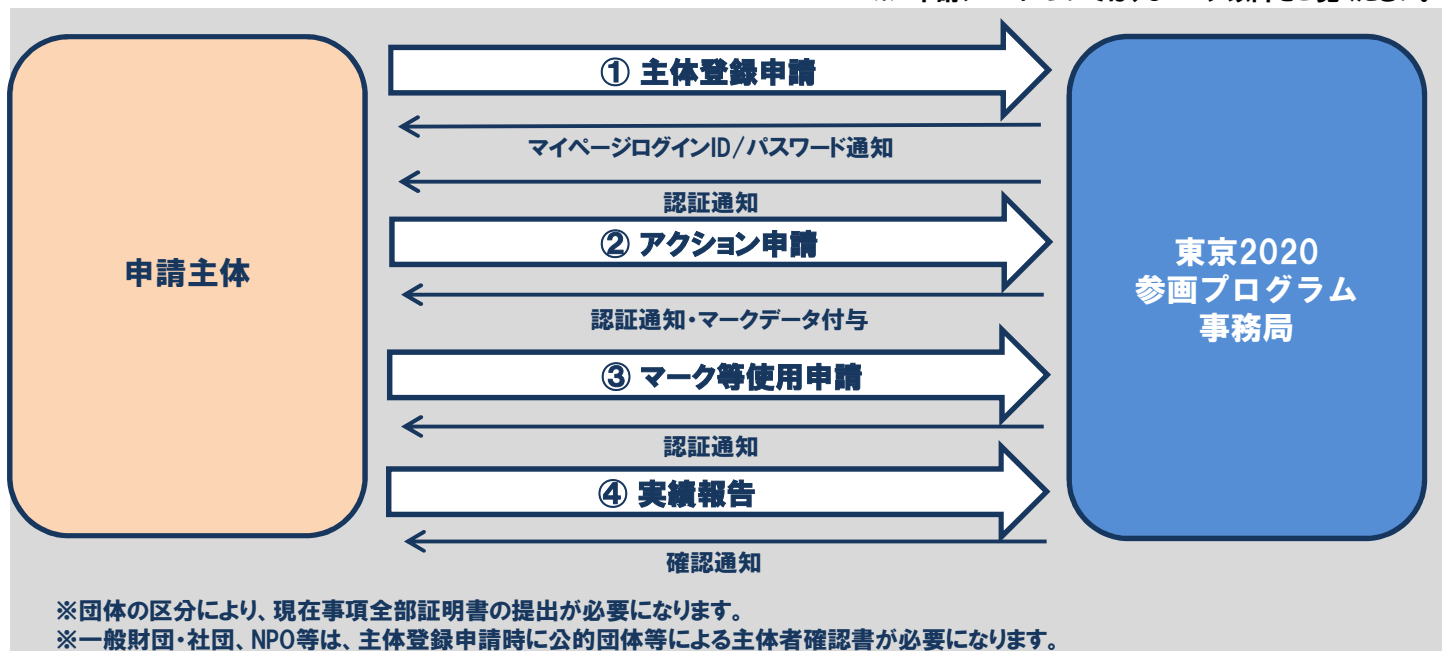 ① 主体登録申請
マイページログインID/パスワード通知
認証通知
② アクション申請
認証通知・マークデータ付与
③ マーク等使用申請
認証通知
④ 実績報告
確認通知
申請主体
東京2020
参画プログラム
事務局
※団体の区分により、現在事項全部証明書の提出が必要になります。
※一般財団・社団、NPO等は、主体登録申請時に公的団体等による主体者確認書が必要になります。